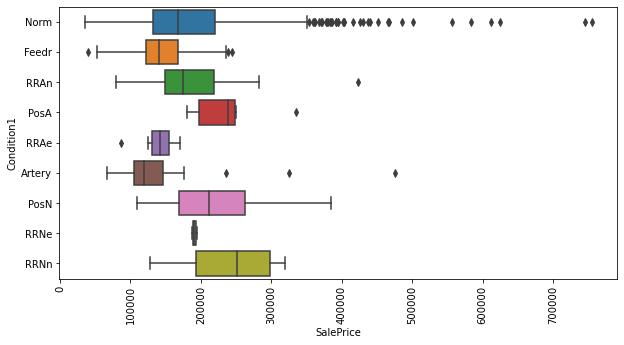 Norm
Feedr
RRAn
PosA
RRAe
Artery
PosN
RRNe
RRNn
Condition1
0
100000
200000
300000
400000
500000
600000
700000
SalePrice